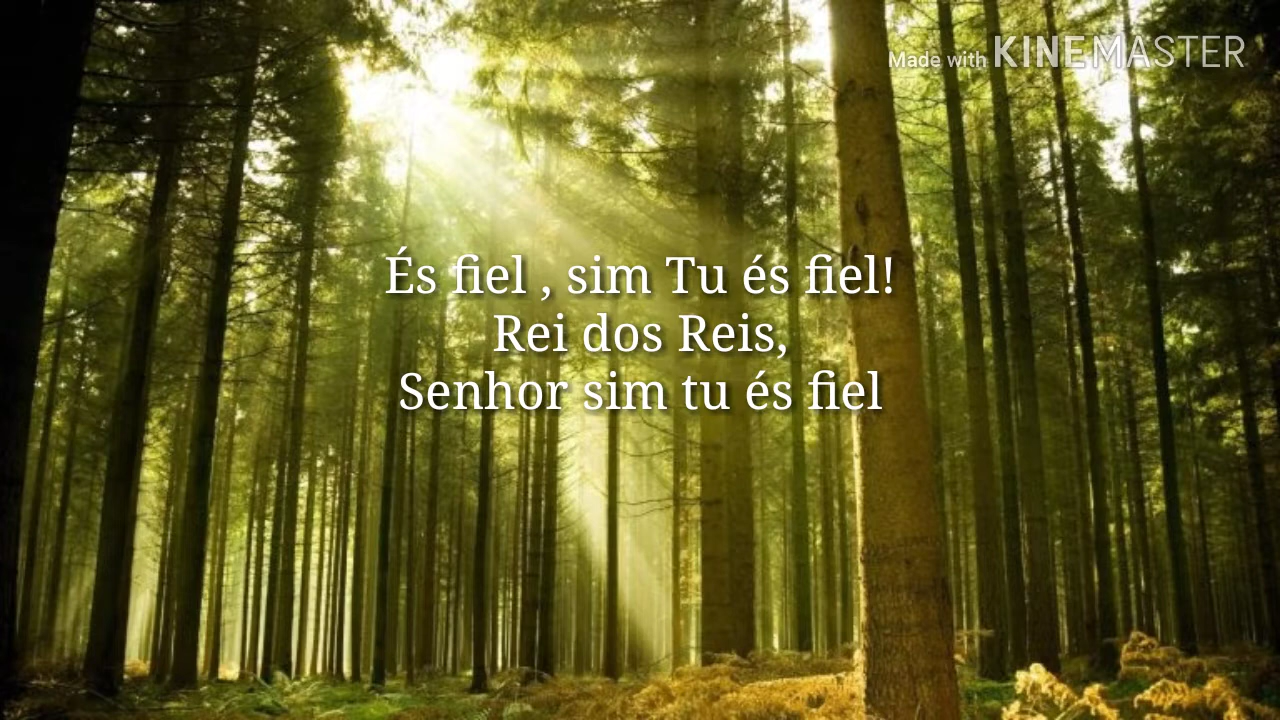 Made with KINEMASTER
És fiel , sim Tu és fiel!
Rei dos Reis,
Senhor sim tu és fiel